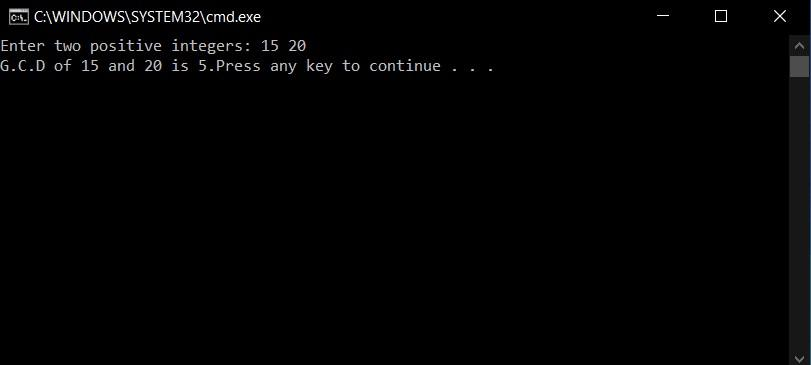 C:\WINDOWS\SYSTEM32\cmd.exe
Enter two positive integers: 15 20
G.C.D of 15 and 20 is 5.Press any key to continue . . .